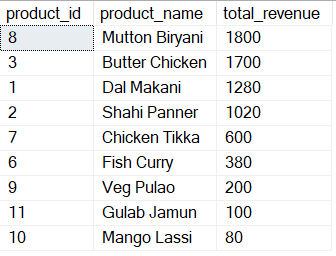 product_id product_name total_revenue
8 Mutton Biryani 1800
3 Butter Chicken 1700
1 Dal Makani 1280
2 Shahi Panner 1020
7 Chicken Tikka 600
6 Fish Curry 380
9 Veg Pulao 200
11 Gulab Jamun 100
10 Mango Lassi 80